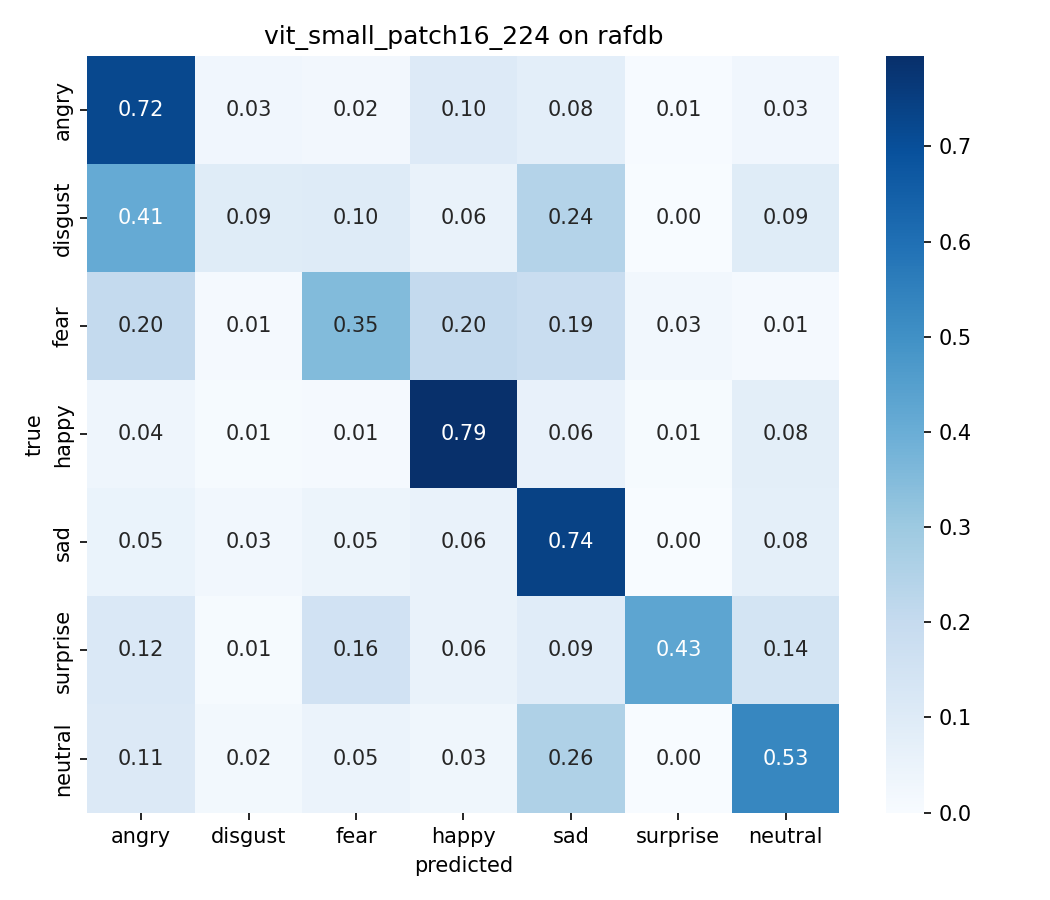 vit_small_patch16_224 on rafdb
angry 0.72 0.03 0.02 0.10 0.08 0.01 0.03
disgust 0.41 0.09 0.10 0.06 0.24 0.00 0.09
fear 0.20 0.01 0.35 0.20 0.19 0.03 0.01
happy 0.04 0.01 0.01 0.79 0.06 0.01 0.08
sad 0.05 0.03 0.05 0.06 0.74 0.00 0.08
surprise 0.12 0.01 0.16 0.06 0.09 0.43 0.14
neutral 0.11 0.02 0.05 0.03 0.26 0.00 0.53
true
angry disgust fear happy sad surprise neutral
predicted
0.7
0.6
0.5
0.4
0.3
0.2
0.1
0.0